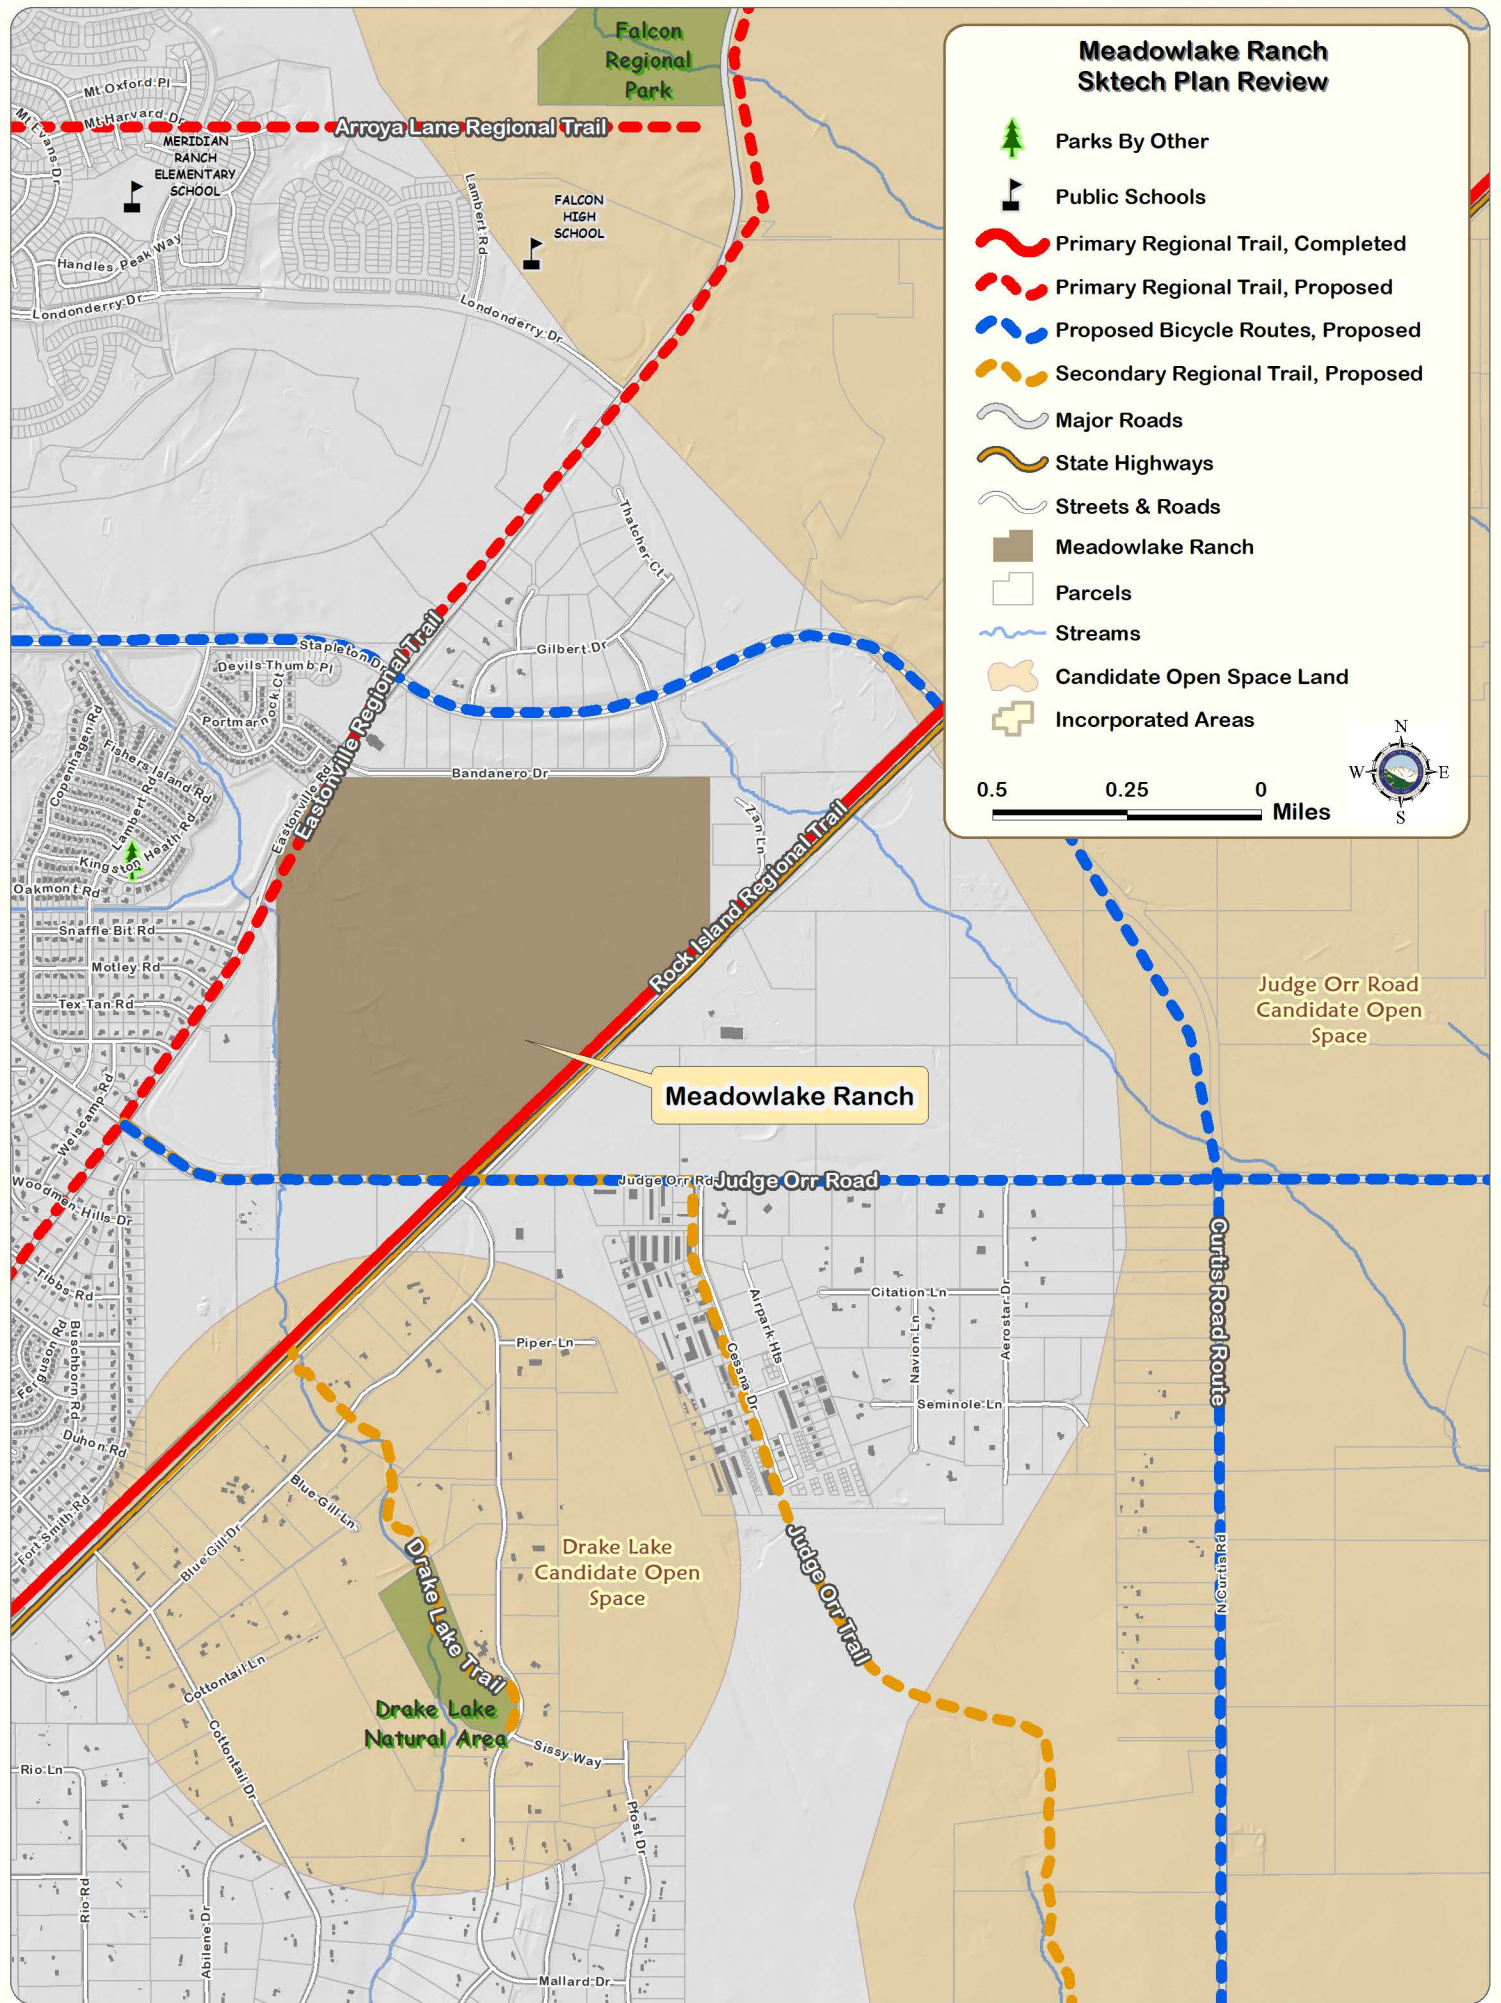 Meadowlake Ranch
Sktech Plan Review
Parks By Other
Public Schools
Primary Regional Trail, Completed
Primary Regional Trail, Proposed
Proposed Bicycle Routes, Proposed
Secondary Regional Trail, Proposed
Major Roads
State Highways
Streets & Roads
Meadowlake Ranch
Parcels
Streams
Candidate Open Space Land
Incorporated Areas
N
W
E
S
0.5
0.25
0
Miles
Falcon
Regional
Park
Mt Oxford Pl
Mt Harvard Dr
Mt Evans Dr
Arroya Lane Regional Trail
MERIDIAN
RANCH
ELEMENTARY
SCHOOL
Lambert Rd
FALCON
HIGH
SCHOOL
Handles Peak Way
Londonderry Dr
Londonderry Dr
Thatcher Ct
Gilbert Dr
Stapleton Dr
Devils Thumb Pl
Portmarnock Ct
Eastonville Regional Trail
Copenhagen Rd
Fishers Island Rd
Lambert Rd
Eastonville Rd
Bandanero Dr
Zan Ln
Kingston Heath Rd
Oakmont Rd
Rock Island Regional Trail
Snaffle Bit Rd
Motley Rd
Tex Tan Rd
Judge Orr Road
Candidate Open
Space
Meadowlake Ranch
Weiscamp Rd
Woodmen Hills Dr
Judge Orr Rd
Judge Orr Road
Tibbs Rd
Ferguson Rd
Buschborn Rd
Duhon Rd
Fort Smith Rd
Piper Ln
Airpark Hts
Cessna Dr
Citation Ln
Navion Ln
Aerostar Dr
Seminole Ln
Curtis Road Route
N Curtis Rd
Blue Gill Ln
Blue Gill Dr
Drake Lake
Candidate Open
Space
Drake Lake Trail
Judge Orr Trail
Cottontail Ln
Cottontail Dr
Drake Lake
Natural Area
Sissy Way
Pfost Dr
Rio Ln
Rio Rd
Abilene Dr
Mallard Dr